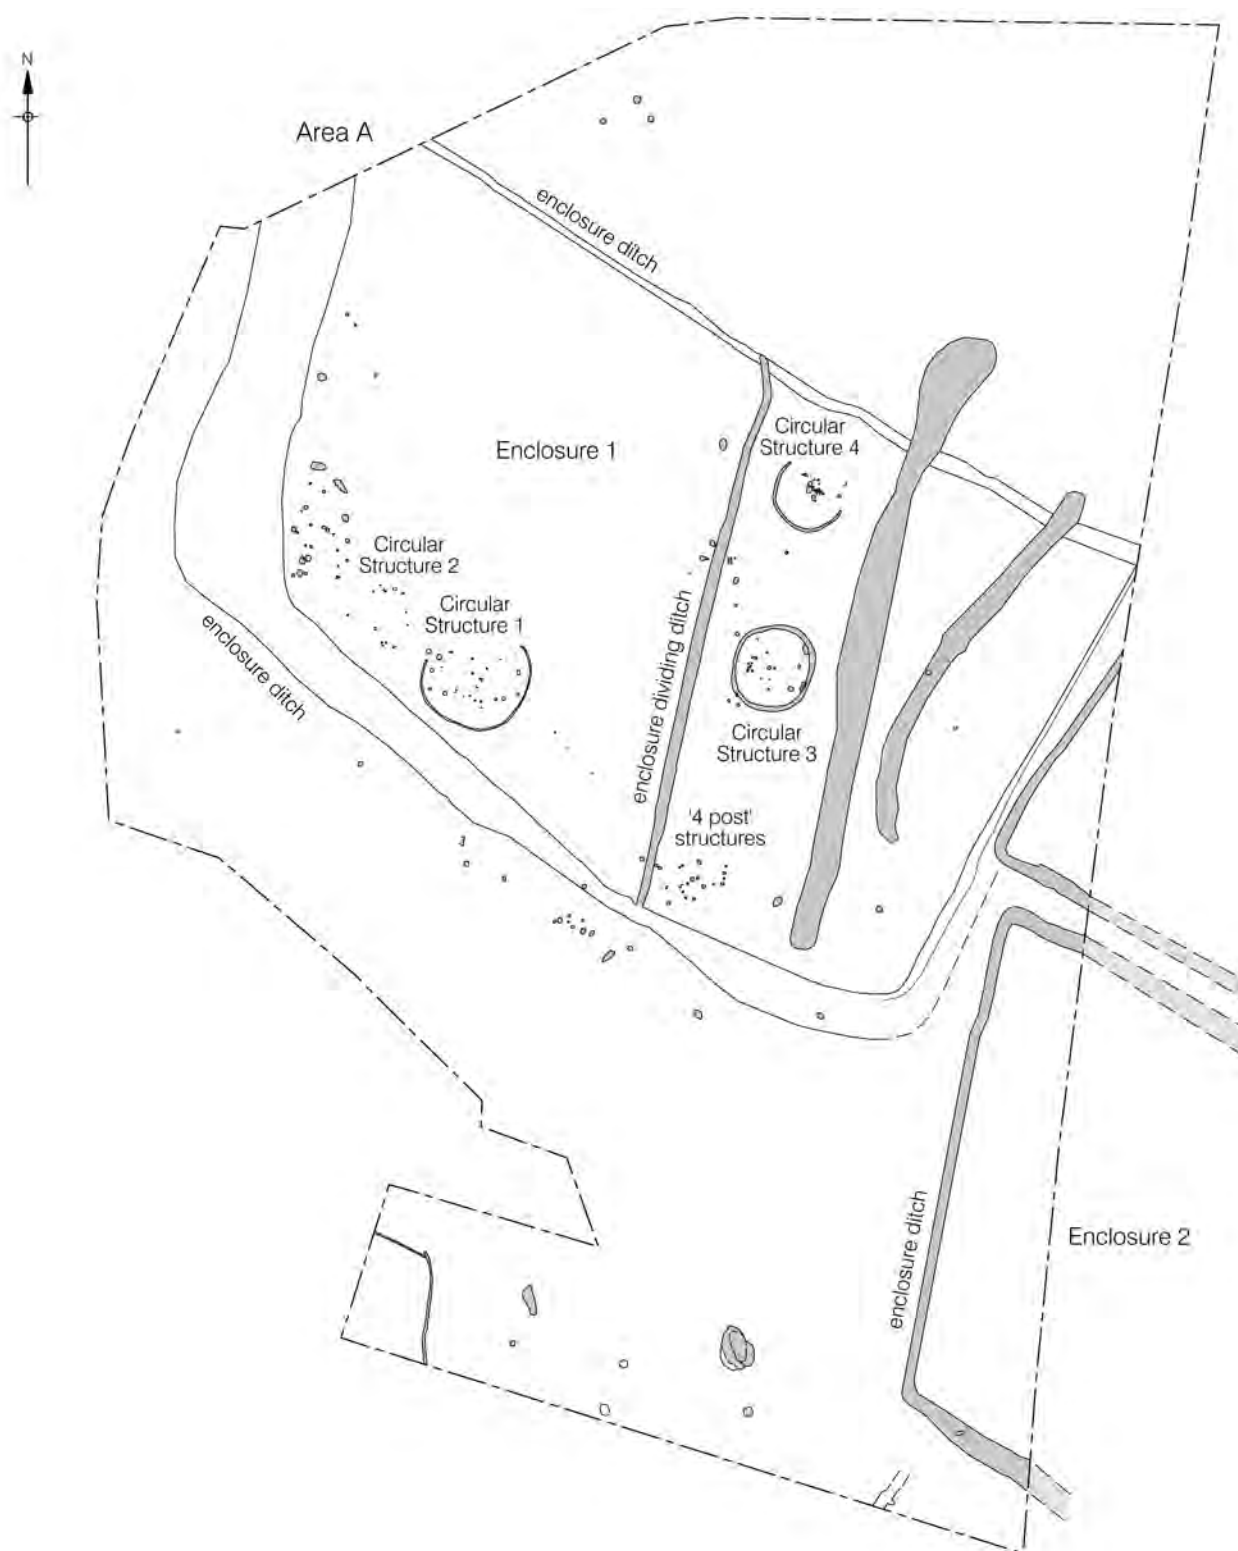 N
Area A
enclosure ditch
Enclosure 1
Circular
Structure 4
Circular
Structure 2
Circular
Structure 1
enclosure ditch
enclosure dividing ditch
Circular
Structure 3
'4 post'
structures
enclosure ditch
Enclosure 2